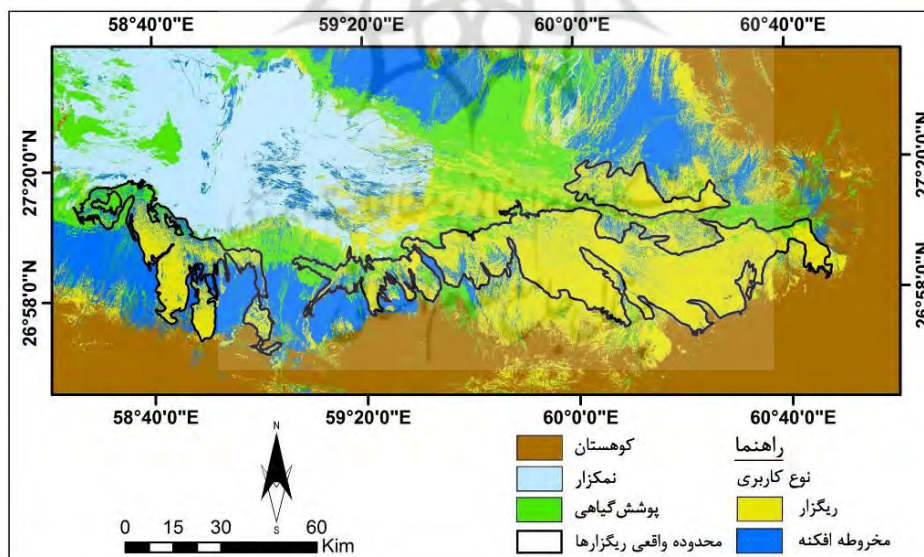 58°40'0"E
59°20'0"E
60°0'0"E
60°40'0"E
27°20'0"N
27°20'0"N
26°58'0"N
26°58'0"N
58°40'0"E
59°20'0"E
60°0'0"E
60°40'0"E
راهنما
نوع کاربری
ریگزار
مخروطه افکنه
کوهستان
نمکزار
پوشش‌گیاهی
محدوده واقعی ریگزارها
N
S
0 15 30 60
Kim